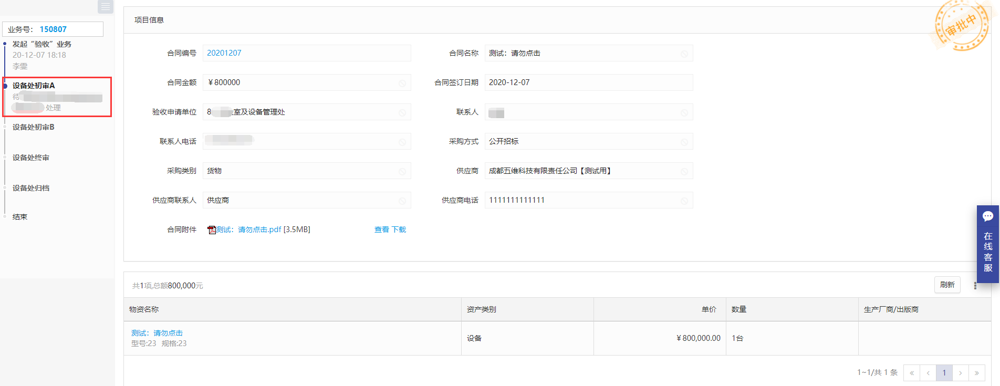 业务号： 150807
发起“验收”业务
20-12-07 18:18
李雯
设备处初审A
待
处理
设备处初审B
设备处终审
设备处归档
结束
项目信息
审批中
合同编号 20201207 合同名称 测试：请勿点击
合同金额 ￥800000 合同签订日期 2020-12-07
验收申请单位 8 室及设备管理处 联系人
联系人电话 采购方式 公开招标
采购类别 货物 供应商 成都五维科技有限责任公司【测试用】
供应商联系人 供应商 供应商电话 1111111111111
合同附件 测试：请勿点击.pdf [3.5MB] 查看 下载
在线客服
共1项,总额800,000元 刷新
物资名称 资产类别 单价 数量 生产厂商/出版商
测试：请勿点击
型号:23 规格:23
设备 ￥800,000.00 1台
1~1/共 1 条 « ‹ 1 › »